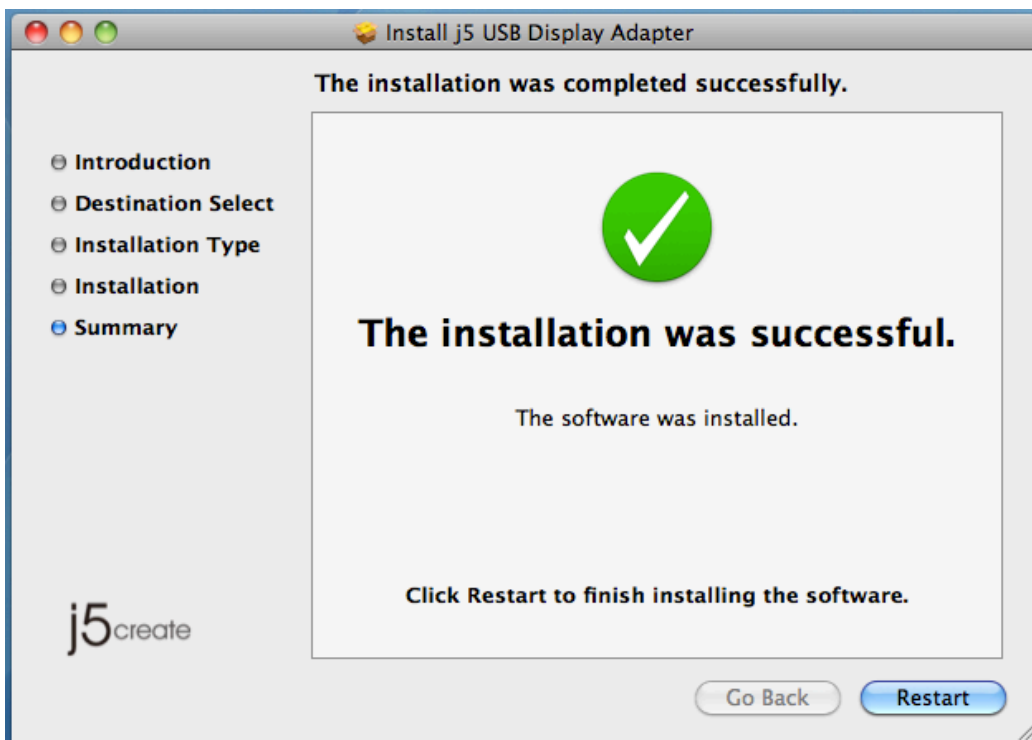 Install j5 USB Display Adapter
The installation was completed successfully.
Introduction
Destination Select
Installation Type
Installation
Summary
The installation was successful.
The software was installed.
Click Restart to finish installing the software.
j5create
Go Back
Restart